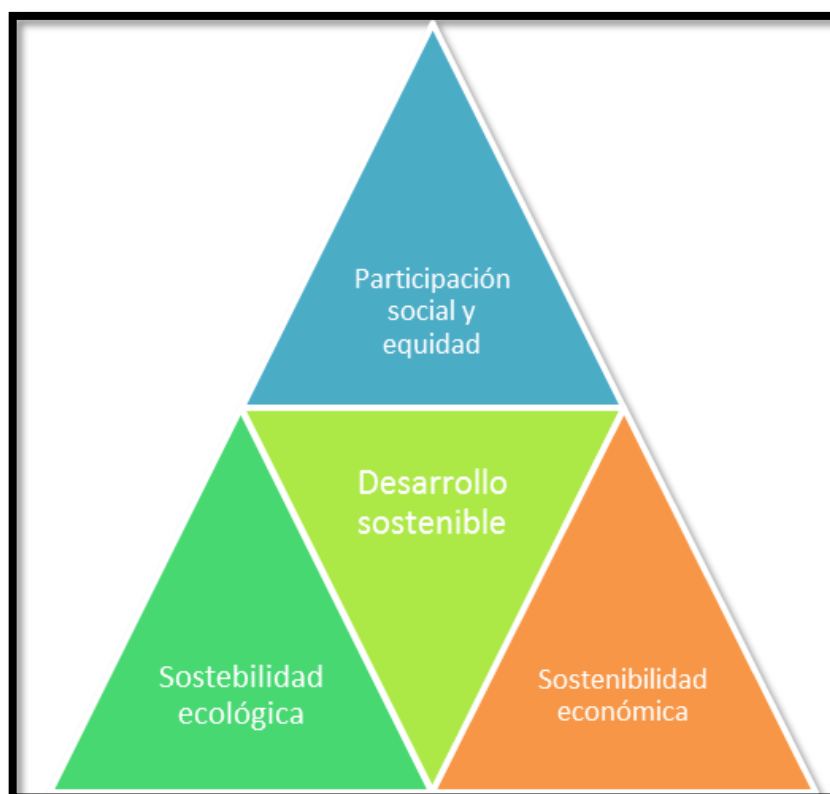 Participación
social y
equidad
Desarrollo
sostenible
Sostebilidad
ecológica
Sostenibilidad
económica